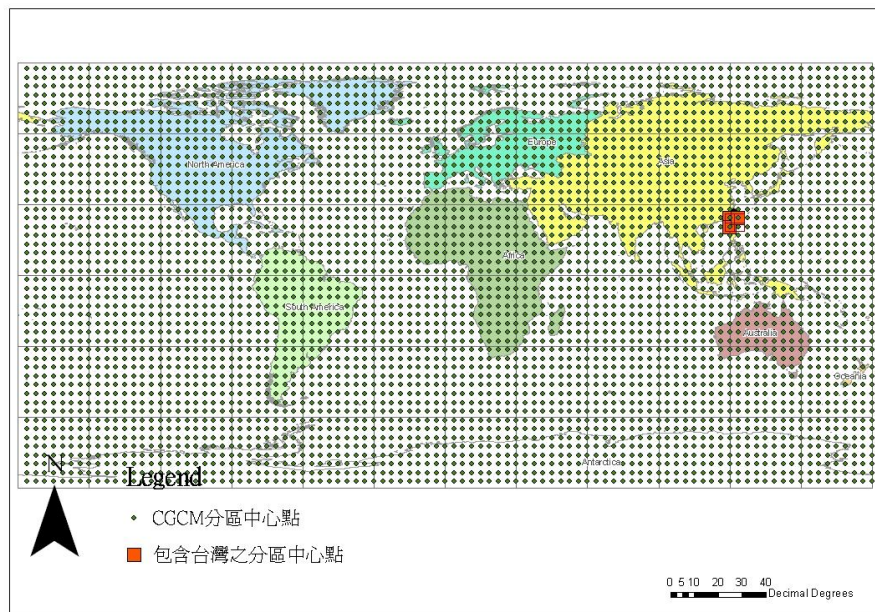 North America
Europe
Asia
Africa
South America
Australia
Oceania
Antarctica
N
Legend
CGCM分區中心點
包含台灣之分區中心點
0 5 10 20 30 40
Decimal Degrees